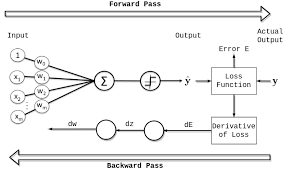 Forward Pass
Input
Output
Actual
Output
Error E
1
w₀
x₁
w₁
x₂
w₂
xₘ
wₘ
Σ
ŷ
Loss
Function
y
dw
dz
dE
Derivative
of Loss
Backward Pass